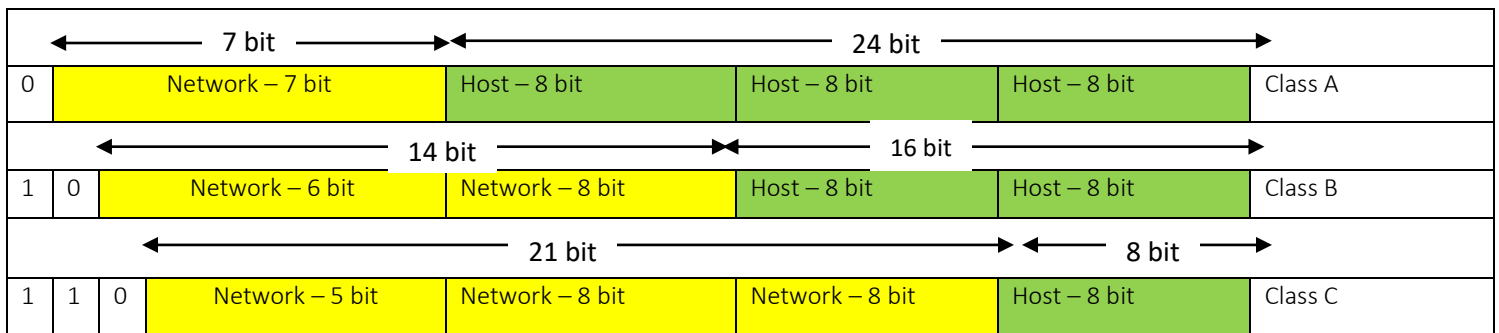 7 bit 24 bit
0 Network – 7 bit Host – 8 bit Host – 8 bit Host – 8 bit Class A
14 bit 16 bit
1 0 Network – 6 bit Network – 8 bit Host – 8 bit Host – 8 bit Class B
21 bit 8 bit
1 1 0 Network – 5 bit Network – 8 bit Network – 8 bit Host – 8 bit Class C